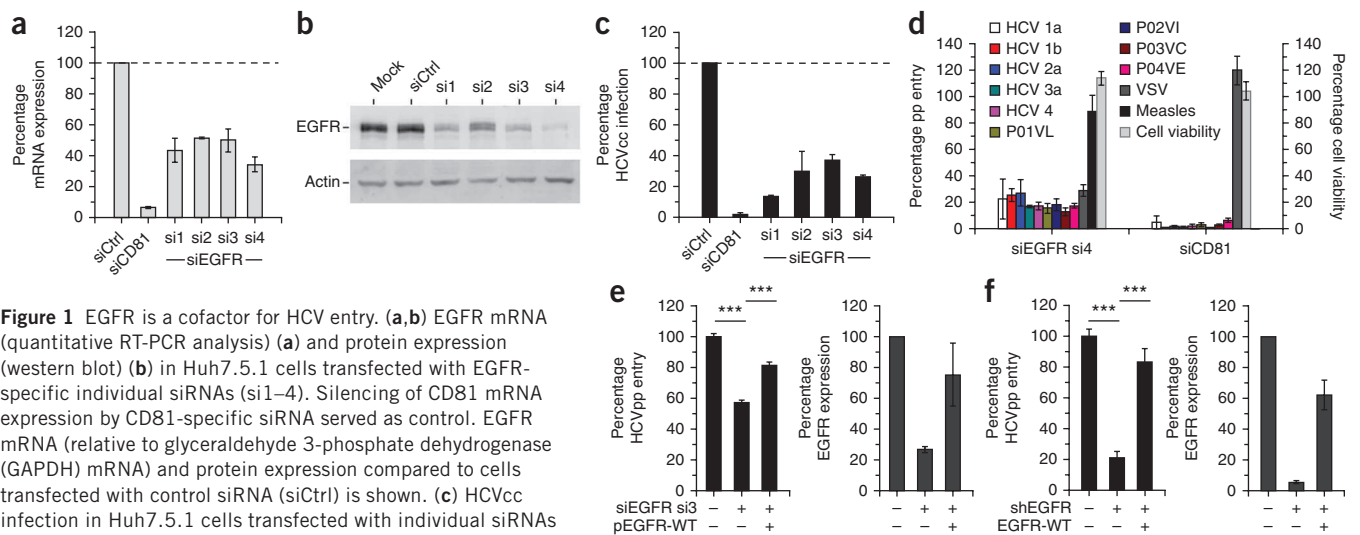 a
120
100
80
60
40
20
0
Percentage
mRNA expression
siCtrl
siCD81
si1 si2 si3 si4
siEGFR
b
Mock
siCtrl
si1 si2 si3 si4
EGFR
Actin
c
120
100
80
60
40
20
0
Percentage
HCVcc infection
siCtrl
siCD81
si1 si2 si3 si4
siEGFR
d
HCV 1a
HCV 1b
HCV 2a
HCV 3a
HCV 4
P01VL
P02VI
P03VC
P04VE
VSV
Measles
Cell viability
140
120
100
80
60
40
20
0
Percentage pp entry
140
120
100
80
60
40
20
0
Percentage cell viability
siEGFR si4
siCD81
Figure 1 EGFR is a cofactor for HCV entry. (a,b) EGFR mRNA
(quantitative RT-PCR analysis) (a) and protein expression
(western blot) (b) in Huh7.5.1 cells transfected with EGFR-
specific individual siRNAs (si1–4). Silencing of CD81 mRNA
expression by CD81-specific siRNA served as control. EGFR
mRNA (relative to glyceraldehyde 3-phosphate dehydrogenase
(GAPDH) mRNA) and protein expression compared to cells
transfected with control siRNA (siCtrl) is shown. (c) HCVcc
infection in Huh7.5.1 cells transfected with individual siRNAs
e
***
***
120
100
80
60
40
20
0
Percentage
HCVpp entry
siEGFR si3 – + +
pEGFR-WT – – +
120
100
80
60
40
20
0
Percentage
EGFR expression
– + +
– – +
f
***
***
120
100
80
60
40
20
0
Percentage
HCVpp entry
shEGFR – + +
EGFR-WT – – +
120
100
80
60
40
20
0
Percentage
EGFR expression
– + +
– – +